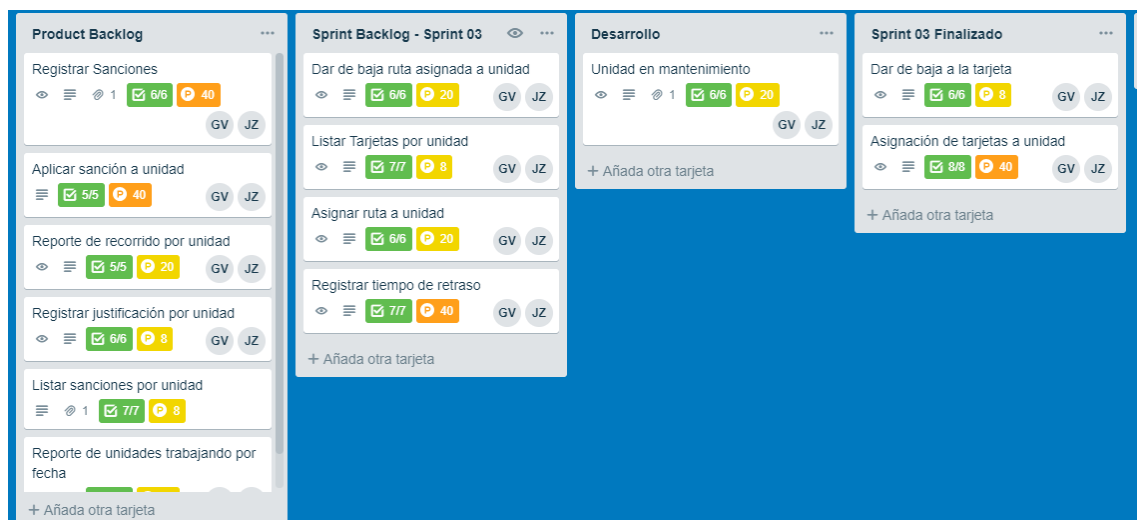 Product Backlog
Registrar Sanciones
1 6/6 P 40
GV JZ
Aplicar sanción a unidad
5/5 P 40 GV JZ
Reporte de recorrido por unidad
5/5 P 20 GV JZ
Registrar justificación por unidad
6/6 P 8 GV JZ
Listar sanciones por unidad
1 7/7 P 8
Reporte de unidades trabajando por
fecha
+ Añada otra tarjeta
Sprint Backlog - Sprint 03
Dar de baja ruta asignada a unidad
6/6 P 20 GV JZ
Listar Tarjetas por unidad
7/7 P 8 GV JZ
Asignar ruta a unidad
6/6 P 20 GV JZ
Registrar tiempo de retraso
7/7 P 40 GV JZ
+ Añada otra tarjeta
Desarrollo
Unidad en mantenimiento
1 6/6 P 20
GV JZ
+ Añada otra tarjeta
Sprint 03 Finalizado
Dar de baja a la tarjeta
6/6 P 8 GV JZ
Asignación de tarjetas a unidad
8/8 P 40 GV JZ
+ Añada otra tarjeta